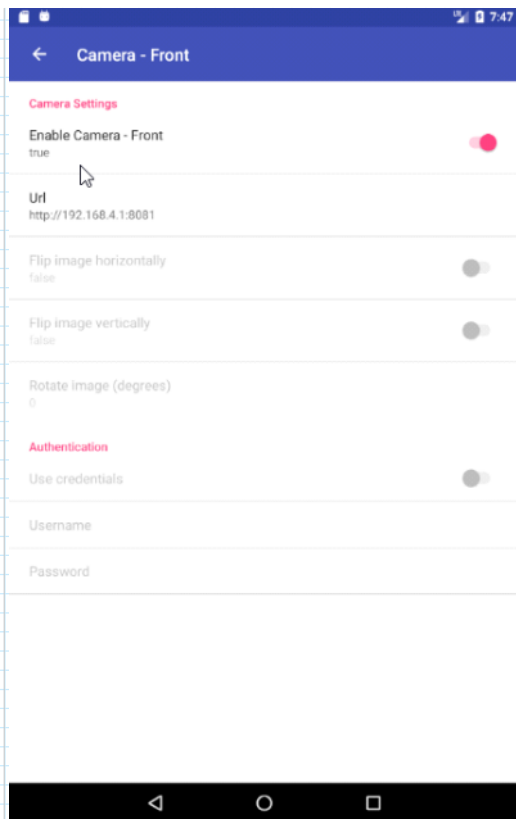 7:47
Camera - Front
Camera Settings
Enable Camera - Front
true
Url
http://192.168.4.1:8081
Flip image horizontally
false
Flip image vertically
false
Rotate image (degrees)
0
Authentication
Use credentials
Username
Password